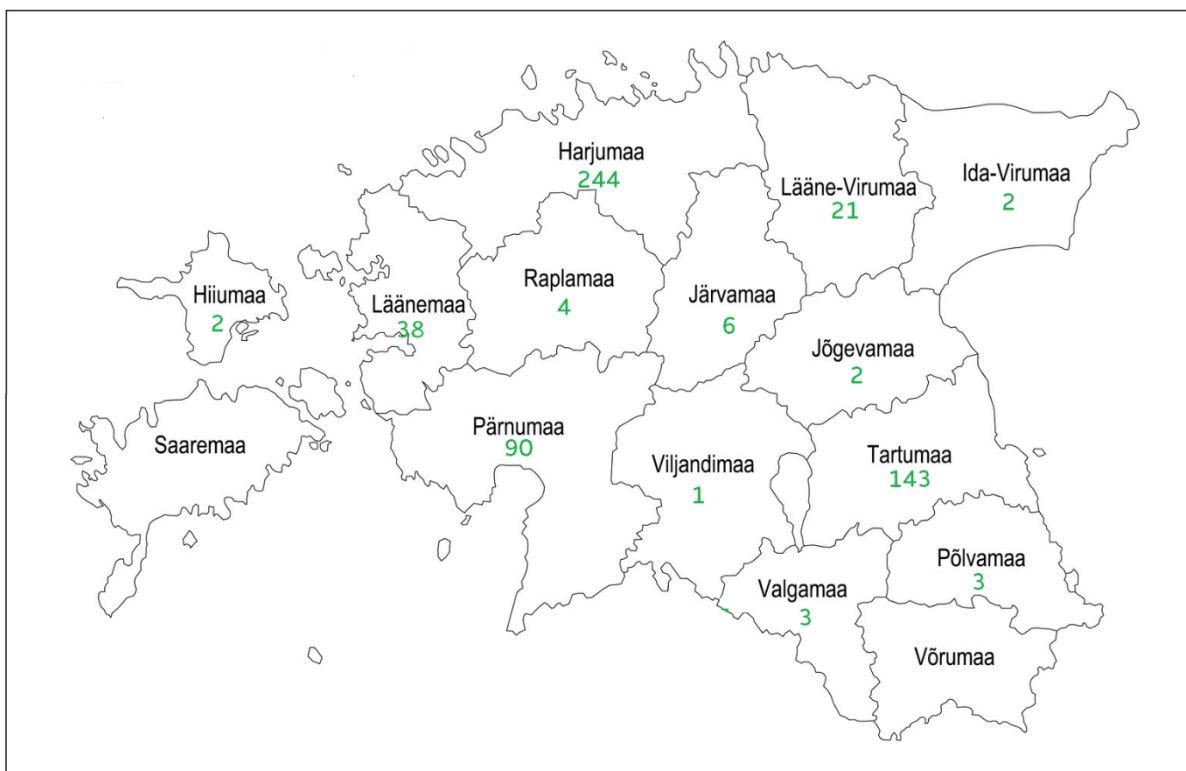 Harjumaa
244
Lääne-Virumaa
21
Ida-Virumaa
2
Hiiumaa
2
Läänemaa
38
Raplamaa
4
Järvamaa
6
Jõgevamaa
2
Saaremaa
Pärnumaa
90
Viljandimaa
1
Tartumaa
143
Valgamaa
3
Põlvamaa
3
Võrumaa